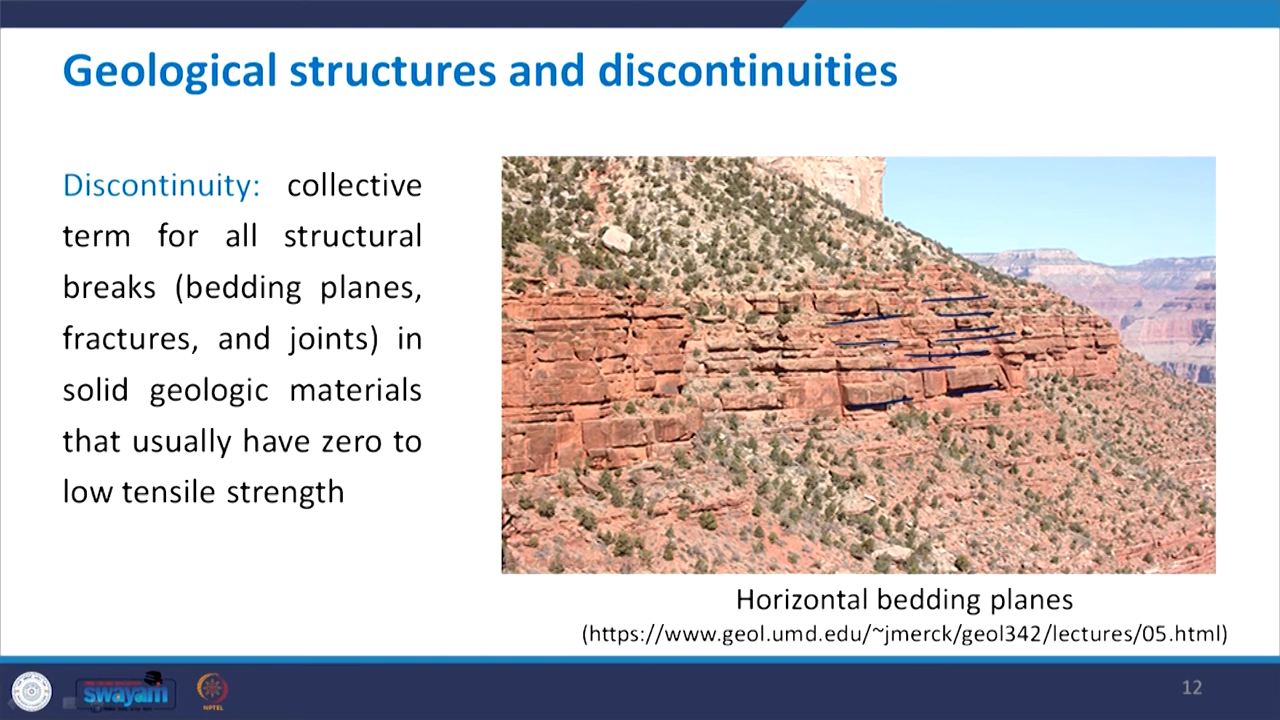 Geological structures and discontinuities
Discontinuity: collective
term for all structural
breaks (bedding planes,
fractures, and joints) in
solid geologic materials
that usually have zero to
low tensile strength
Horizontal bedding planes
(https://www.geol.umd.edu/~jmerck/geol342/lectures/05.html)
swayam
NPTEL
12